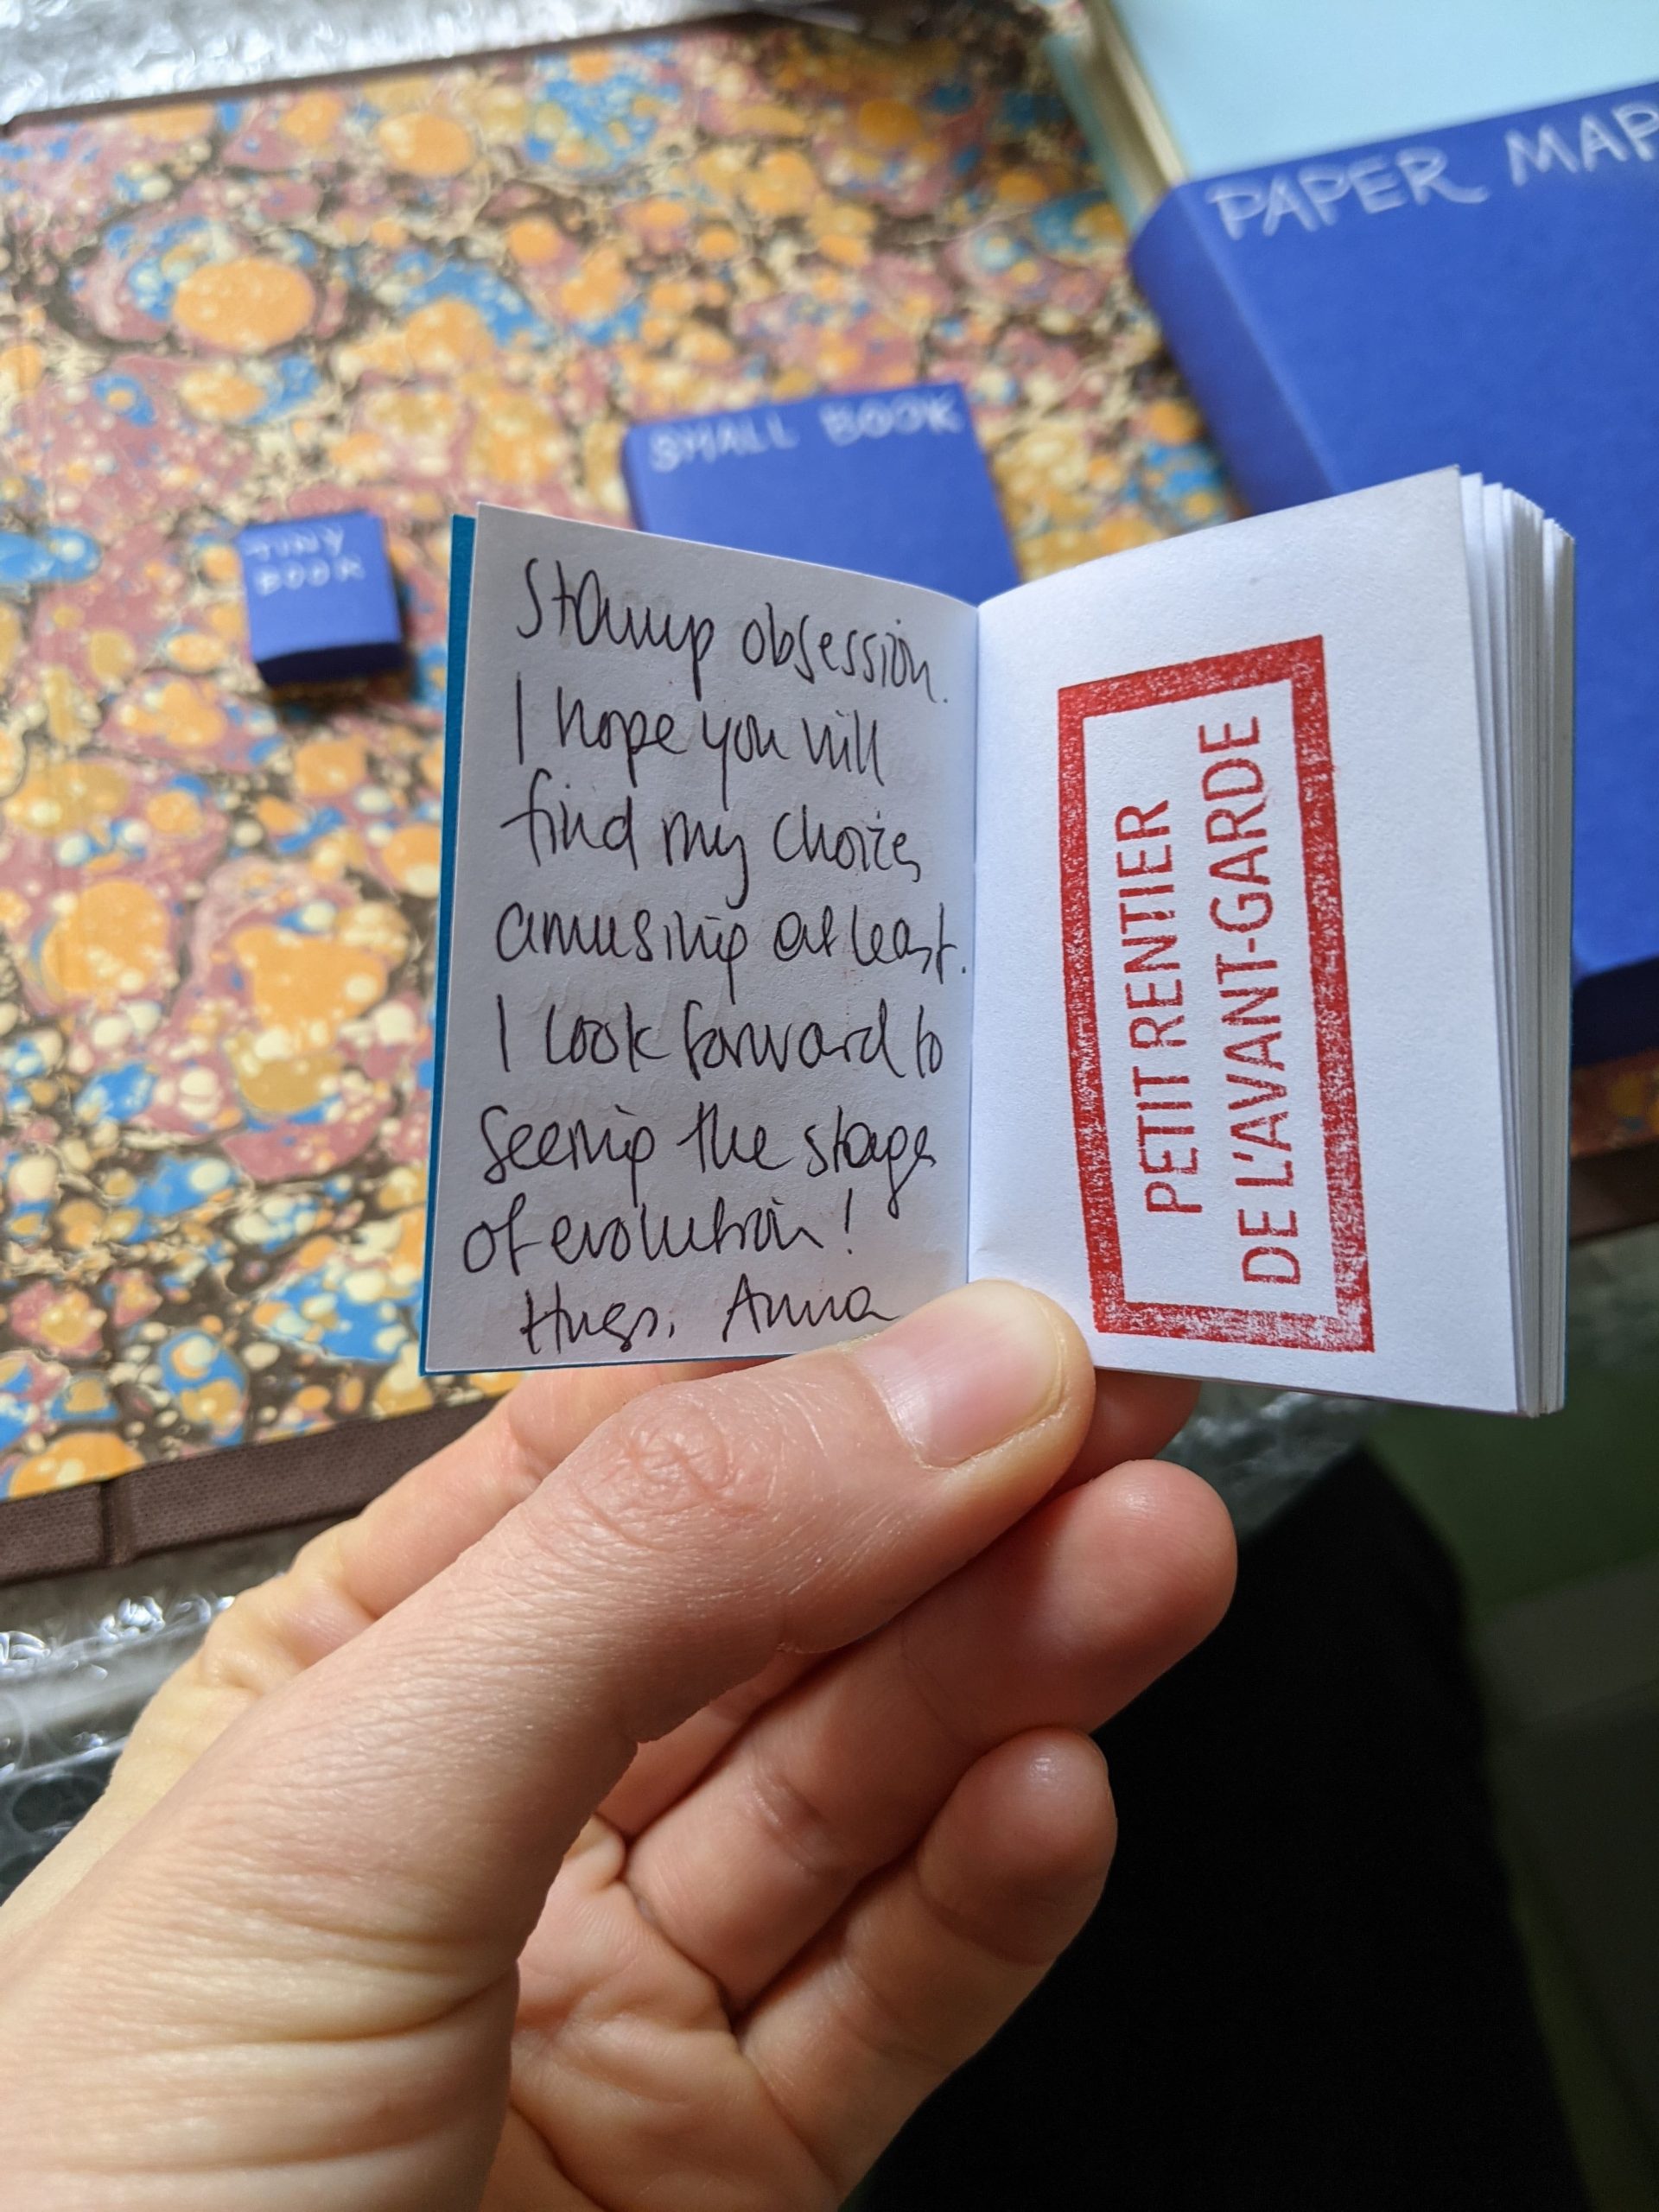 PAPER MAP
SMALL BOOK
TINY
BOOK
Stamp obsession.
I hope you will
find my choice
amusing at least.
I look forward to
seeing the stage
of evolution!
Hugs, Anna
PETIT RENTIER
DE L'AVANT-GARDE